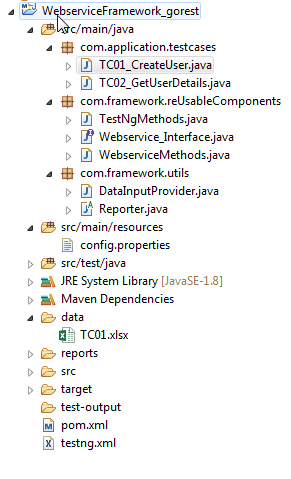 WebserviceFramework_gorest
src/main/java
com.application.testcases
TC01_CreateUser.java
TC02_GetUserDetails.java
com.framework.reUsableComponents
TestNgMethods.java
Webservice_Interface.java
WebserviceMethods.java
com.framework.utils
DataInputProvider.java
Reporter.java
src/main/resources
config.properties
src/test/java
JRE System Library [JavaSE-1.8]
Maven Dependencies
data
TC01.xlsx
reports
src
target
test-output
pom.xml
testng.xml